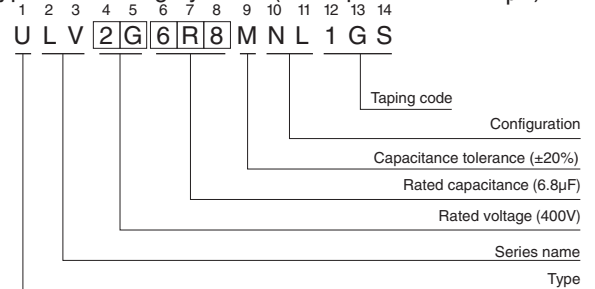 1 2 3 4 5 6 7 8 9 10 11 12 13 14
U L V 2 G 6 R 8 M N L 1 G S
Taping code
Configuration
Capacitance tolerance (±20%)
Rated capacitance (6.8µF)
Rated voltage (400V)
Series name
Type